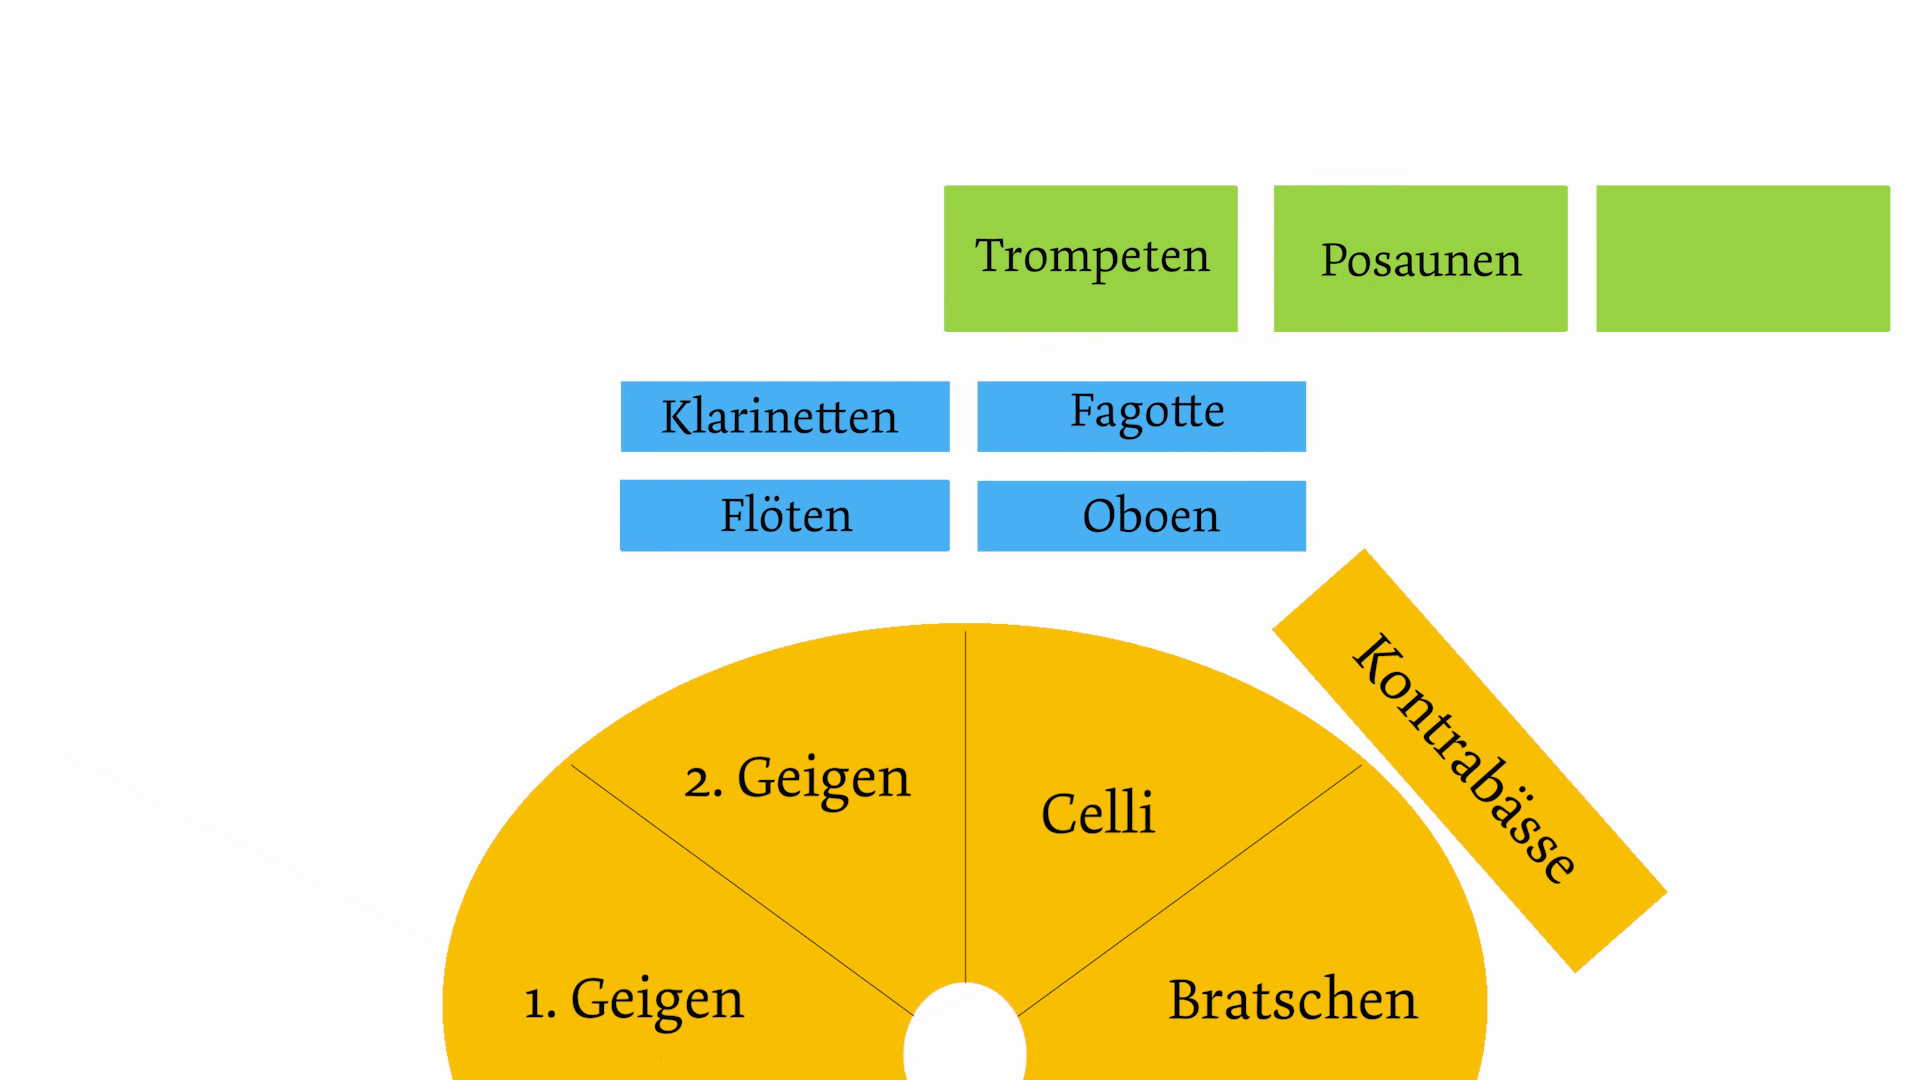 Trompeten
Posaunen
Klarinetten
Fagotte
Flöten
Oboen
Kontrabässe
2. Geigen
Celli
1. Geigen
Bratschen